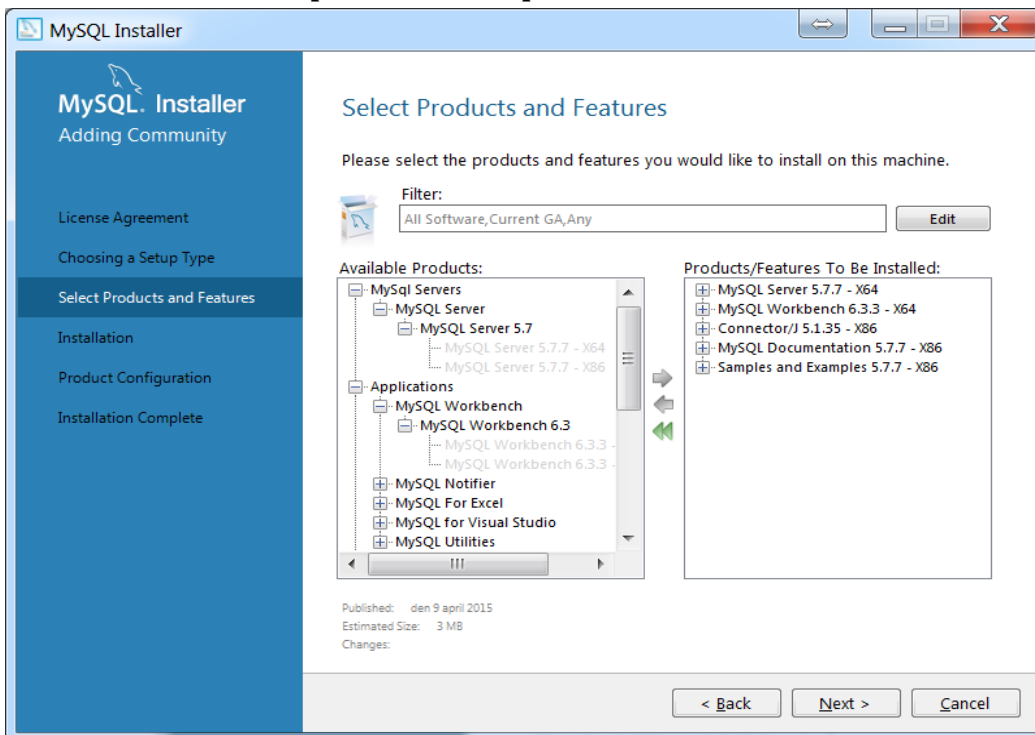 MySQL Installer
MySQL. Installer
Adding Community
License Agreement
Choosing a Setup Type
Select Products and Features
Installation
Product Configuration
Installation Complete
Select Products and Features
Please select the products and features you would like to install on this machine.
Filter:
All Software,Current GA,Any
Edit
Available Products:
MySql Servers
MySQL Server
MySQL Server 5.7
MySQL Server 5.7.7 - X64
MySQL Server 5.7.7 - X86
Applications
MySQL Workbench
MySQL Workbench 6.3
MySQL Workbench 6.3.3 -
MySQL Workbench 6.3.3 -
MySQL Notifier
MySQL For Excel
MySQL for Visual Studio
MySQL Utilities
Products/Features To Be Installed:
MySQL Server 5.7.7 - X64
MySQL Workbench 6.3.3 - X64
Connector/J 5.1.35 - X86
MySQL Documentation 5.7.7 - X86
Samples and Examples 5.7.7 - X86
Published: den 9 april 2015
Estimated Size: 3 MB
Changes:
< Back
Next >
Cancel